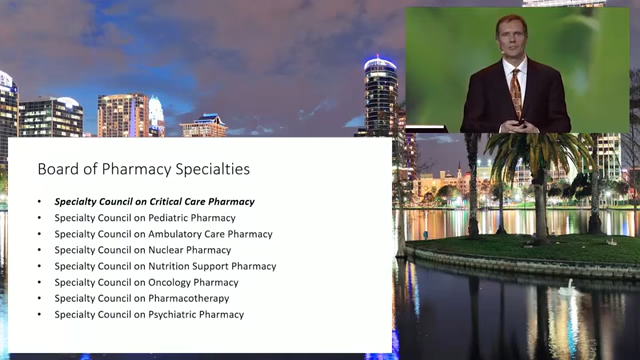 Board of Pharmacy Specialties
• Specialty Council on Critical Care Pharmacy
• Specialty Council on Pediatric Pharmacy
• Specialty Council on Ambulatory Care Pharmacy
• Specialty Council on Nuclear Pharmacy
• Specialty Council on Nutrition Support Pharmacy
• Specialty Council on Oncology Pharmacy
• Specialty Council on Pharmacotherapy
• Specialty Council on Psychiatric Pharmacy